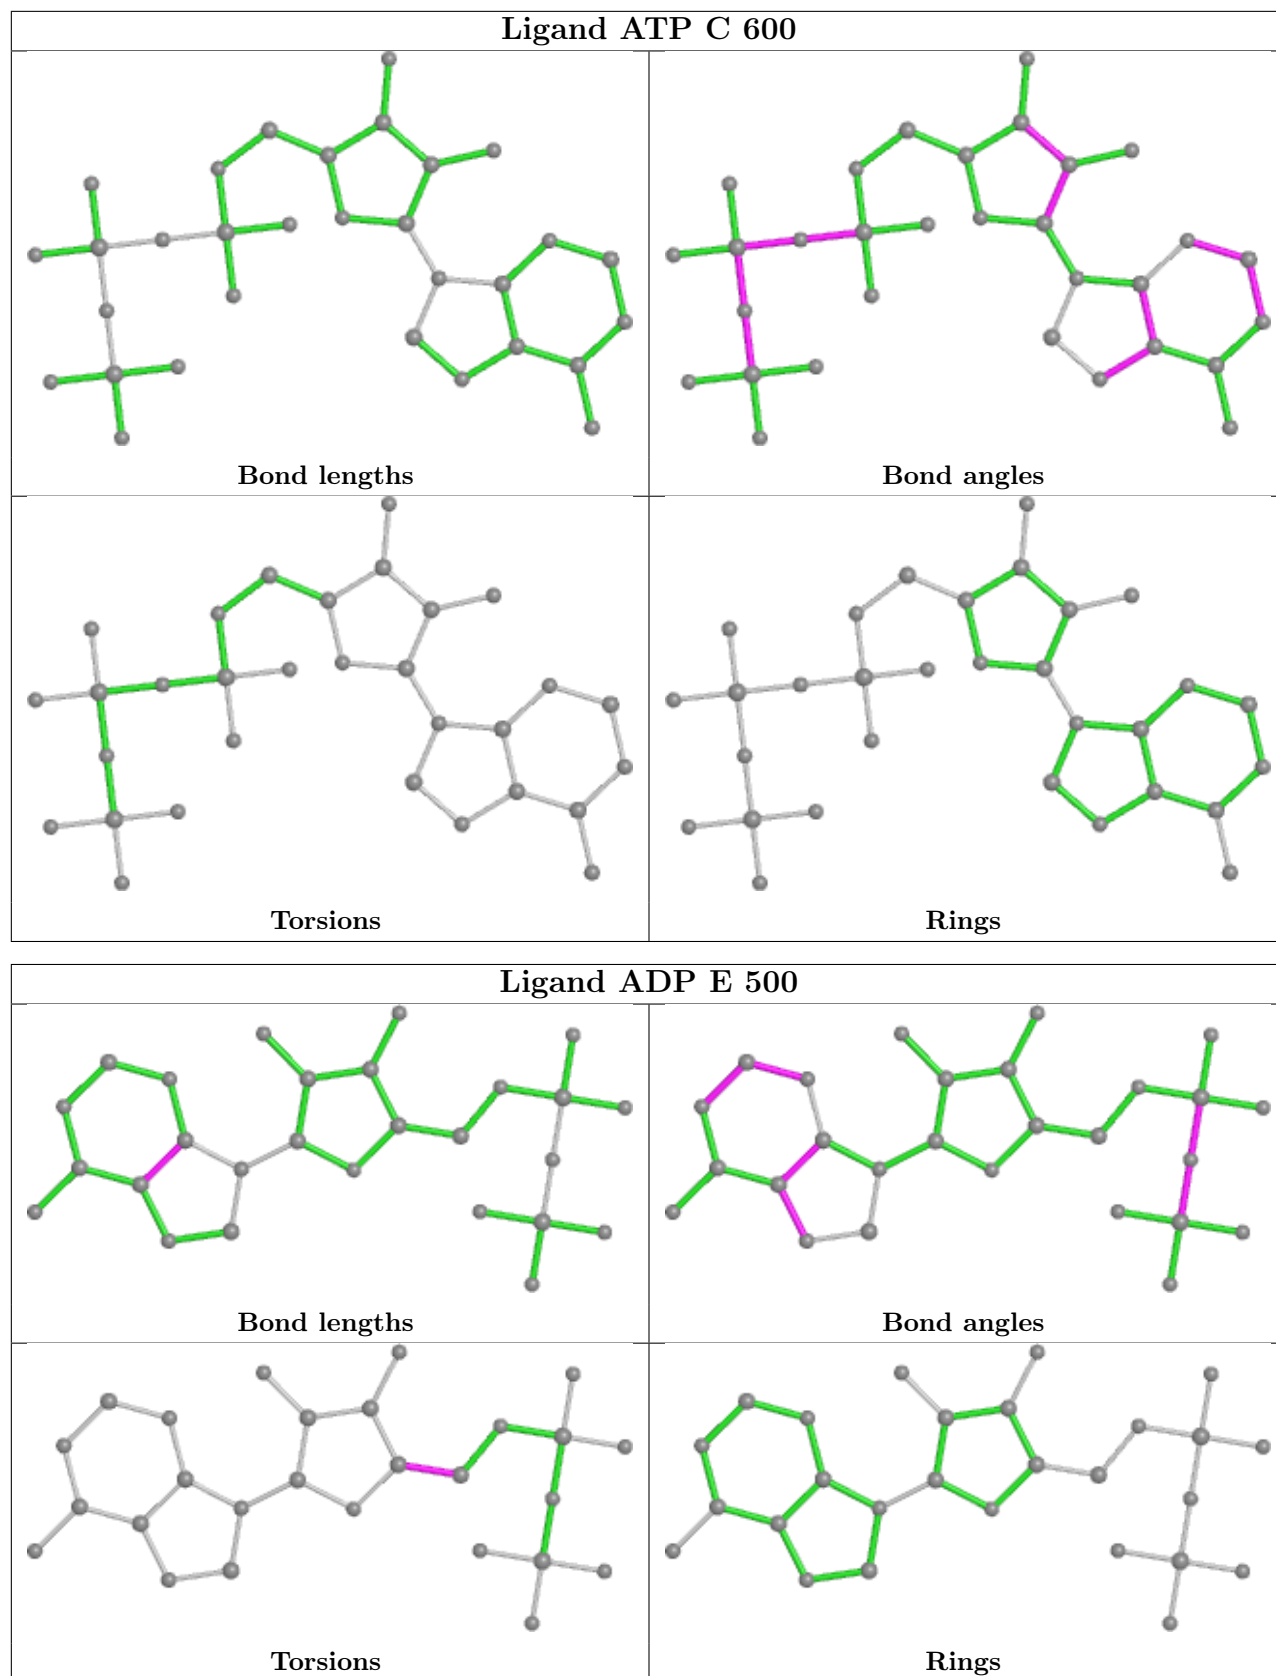 Ligand ATP C 600
Bond lengths
Bond angles
Torsions
Rings
Ligand ADP E 500
Bond lengths
Bond angles
Torsions
Rings